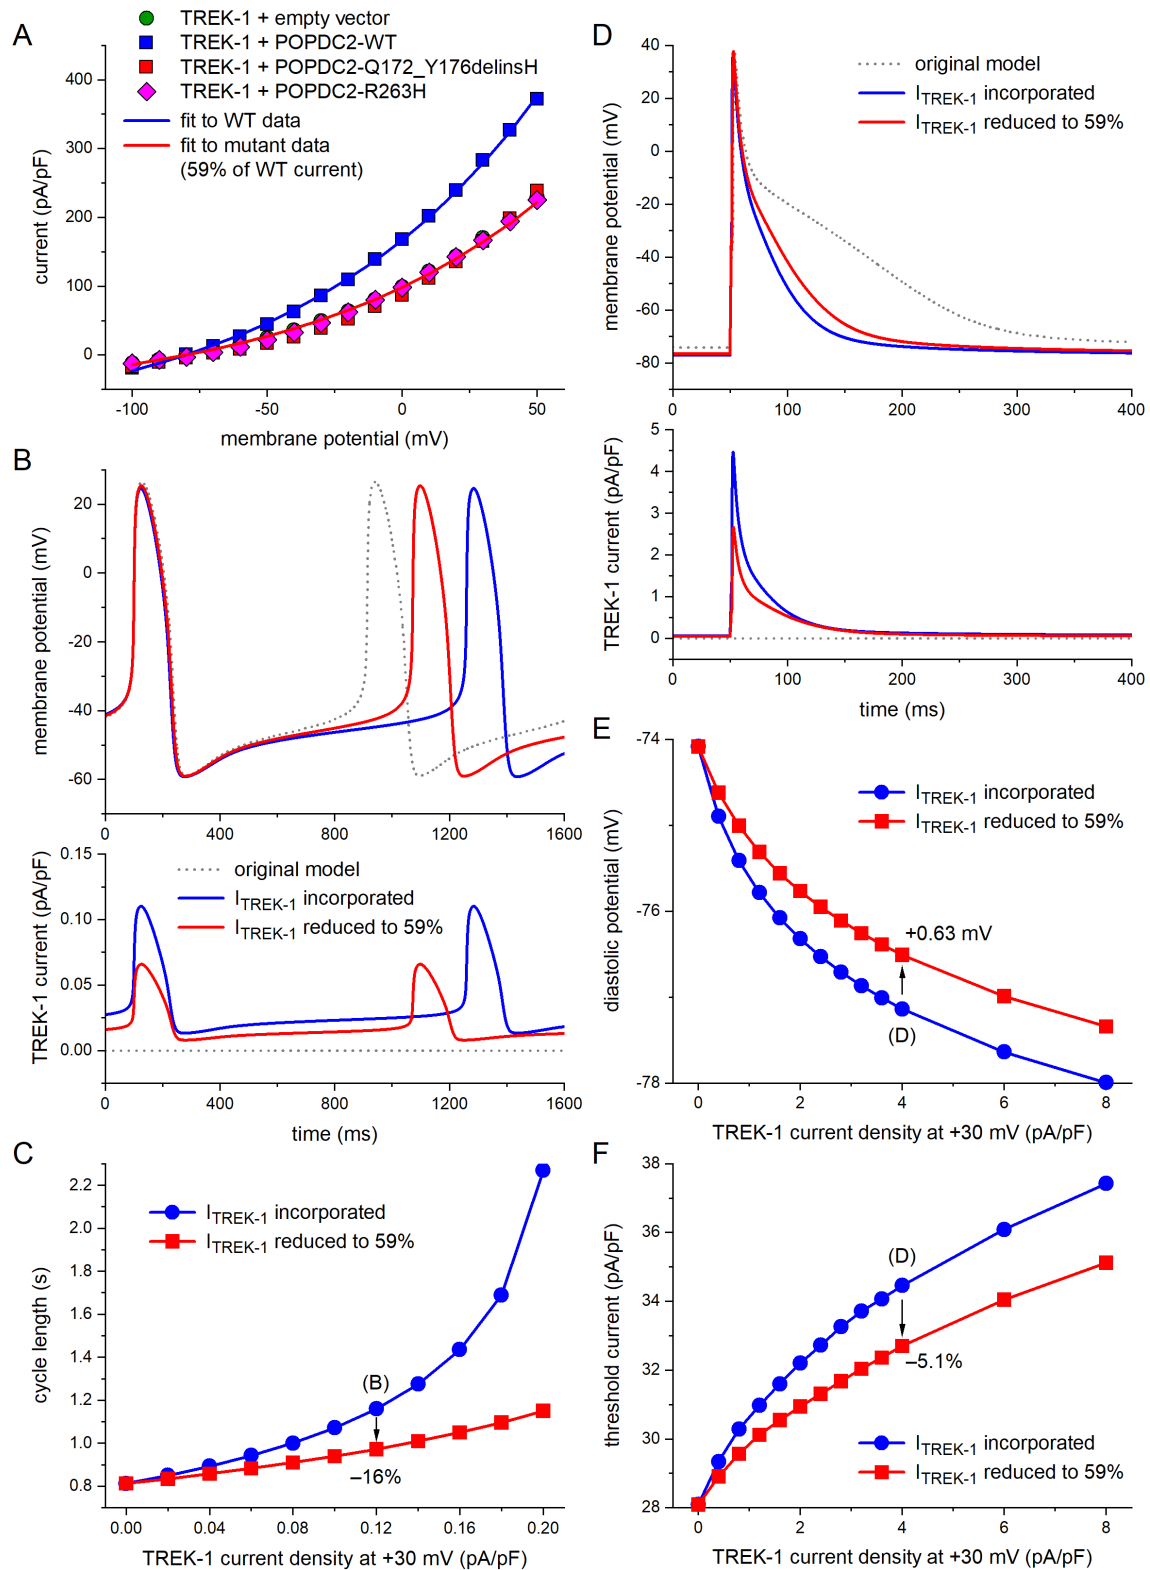 A
TREK-1 + empty vector
TREK-1 + POPDC2-WT
TREK-1 + POPDC2-Q172_Y176delinsH
TREK-1 + POPDC2-R263H
fit to WT data
fit to mutant data
(59% of WT current)
current (pA/pF)
400
300
200
100
0
-100
-50
0
50
membrane potential (mV)
B
membrane potential (mV)
20
0
-20
-40
-60
0
400
800
1200
1600
TREK-1 current (pA/pF)
0.15
0.10
0.05
0.00
original model
I TREK-1 incorporated
I TREK-1 reduced to 59%
0
400
800
1200
1600
time (ms)
C
cycle length (s)
2.2
2.0
1.8
1.6
1.4
1.2
1.0
0.8
I TREK-1 incorporated
I TREK-1 reduced to 59%
(B)
–16%
0.00
0.04
0.08
0.12
0.16
0.20
TREK-1 current density at +30 mV (pA/pF)
D
membrane potential (mV)
40
20
0
-20
-40
-60
-80
original model
I TREK-1 incorporated
I TREK-1 reduced to 59%
0
100
200
300
400
TREK-1 current (pA/pF)
5
4
3
2
1
0
0
100
200
300
400
time (ms)
E
diastolic potential (mV)
-74
-76
-78
I TREK-1 incorporated
I TREK-1 reduced to 59%
+0.63 mV
(D)
0
2
4
6
8
TREK-1 current density at +30 mV (pA/pF)
F
threshold current (pA/pF)
38
36
34
32
30
28
(D)
–5.1%
I TREK-1 incorporated
I TREK-1 reduced to 59%
0
2
4
6
8
TREK-1 current density at +30 mV (pA/pF)